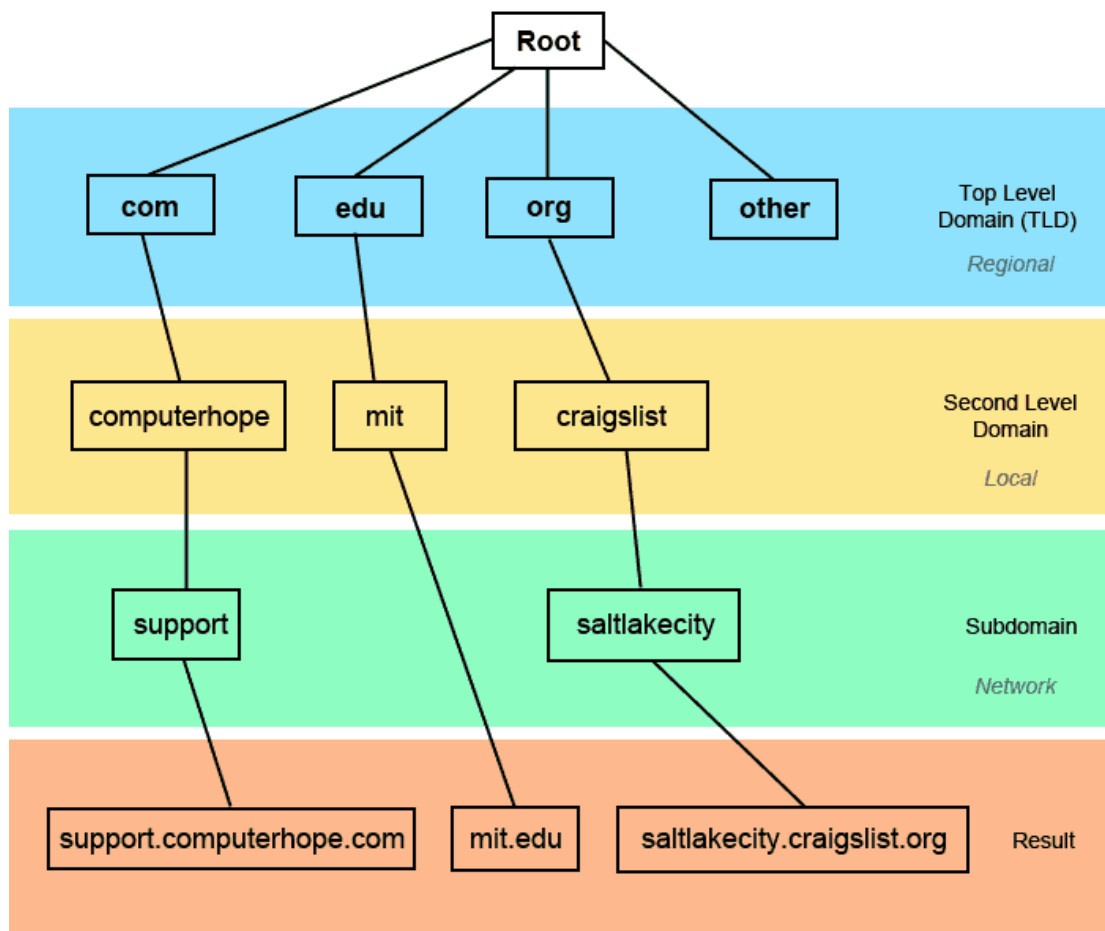 Root
com
edu
org
other
Top Level
Domain (TLD)
Regional
computerhope
mit
craigslist
Second Level
Domain
Local
support
saltlakecity
Subdomain
Network
support.computerhope.com
mit.edu
saltlakecity.craigslist.org
Result